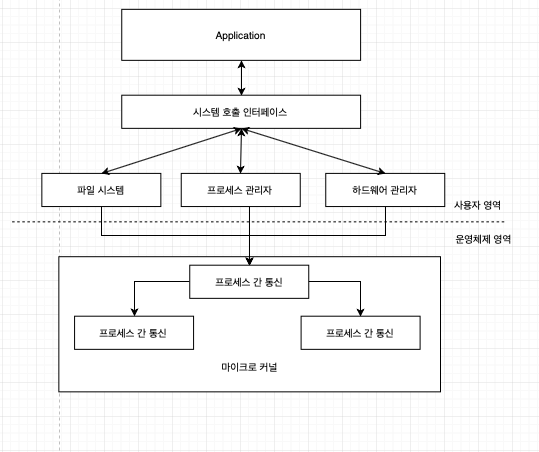 Application
시스템 호출 인터페이스
파일 시스템
프로세스 관리자
하드웨어 관리자
사용자 영역
운영체제 영역
프로세스 간 통신
프로세스 간 통신
프로세스 간 통신
마이크로 커널